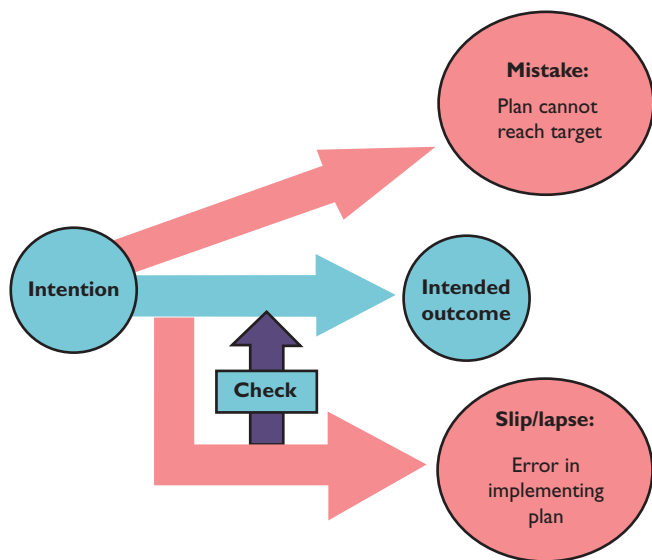 Mistake:
Plan cannot
reach target
Intention
Intended
outcome
Check
Slip/lapse:
Error in
implementing
plan